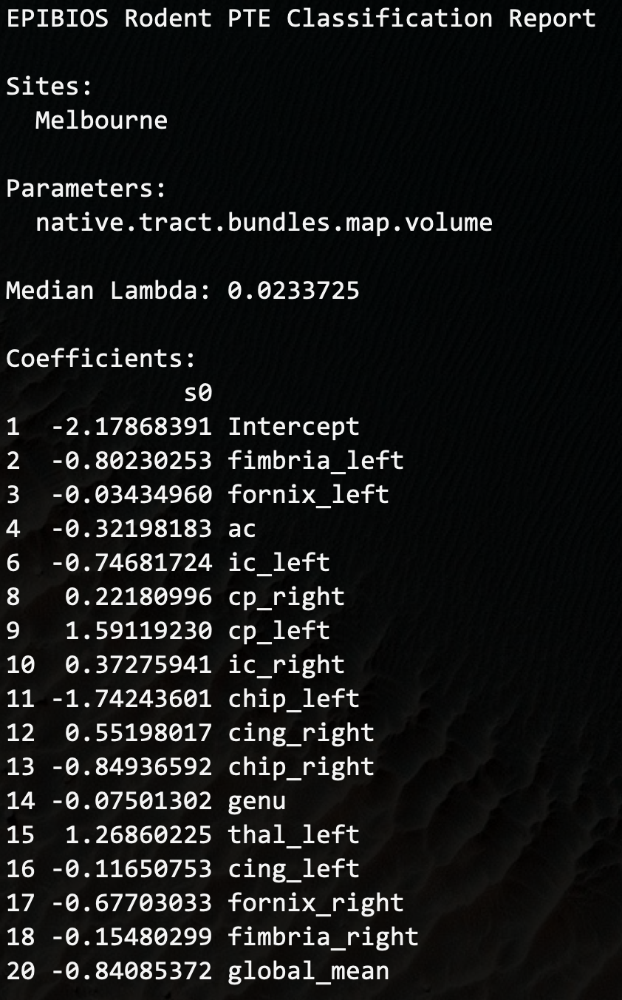 EPIBIOS Rodent PTE Classification Report
Sites:
Melbourne
Parameters:
native.tract.bundles.map.volume
Median Lambda: 0.0233725
Coefficients:
s0
1 -2.17868391 Intercept
2 -0.80230253 fimbria_left
3 -0.03434960 fornix_left
4 -0.32198183 ac
6 -0.74681724 ic_left
8 0.22180996 cp_right
9 1.59119230 cp_left
10 0.37275941 ic_right
11 -1.74243601 chip_left
12 0.55198017 cing_right
13 -0.84936592 chip_right
14 -0.07501302 genu
15 1.26860225 thal_left
16 -0.11650753 cing_left
17 -0.67703033 fornix_right
18 -0.15480299 fimbria_right
20 -0.84085372 global_mean